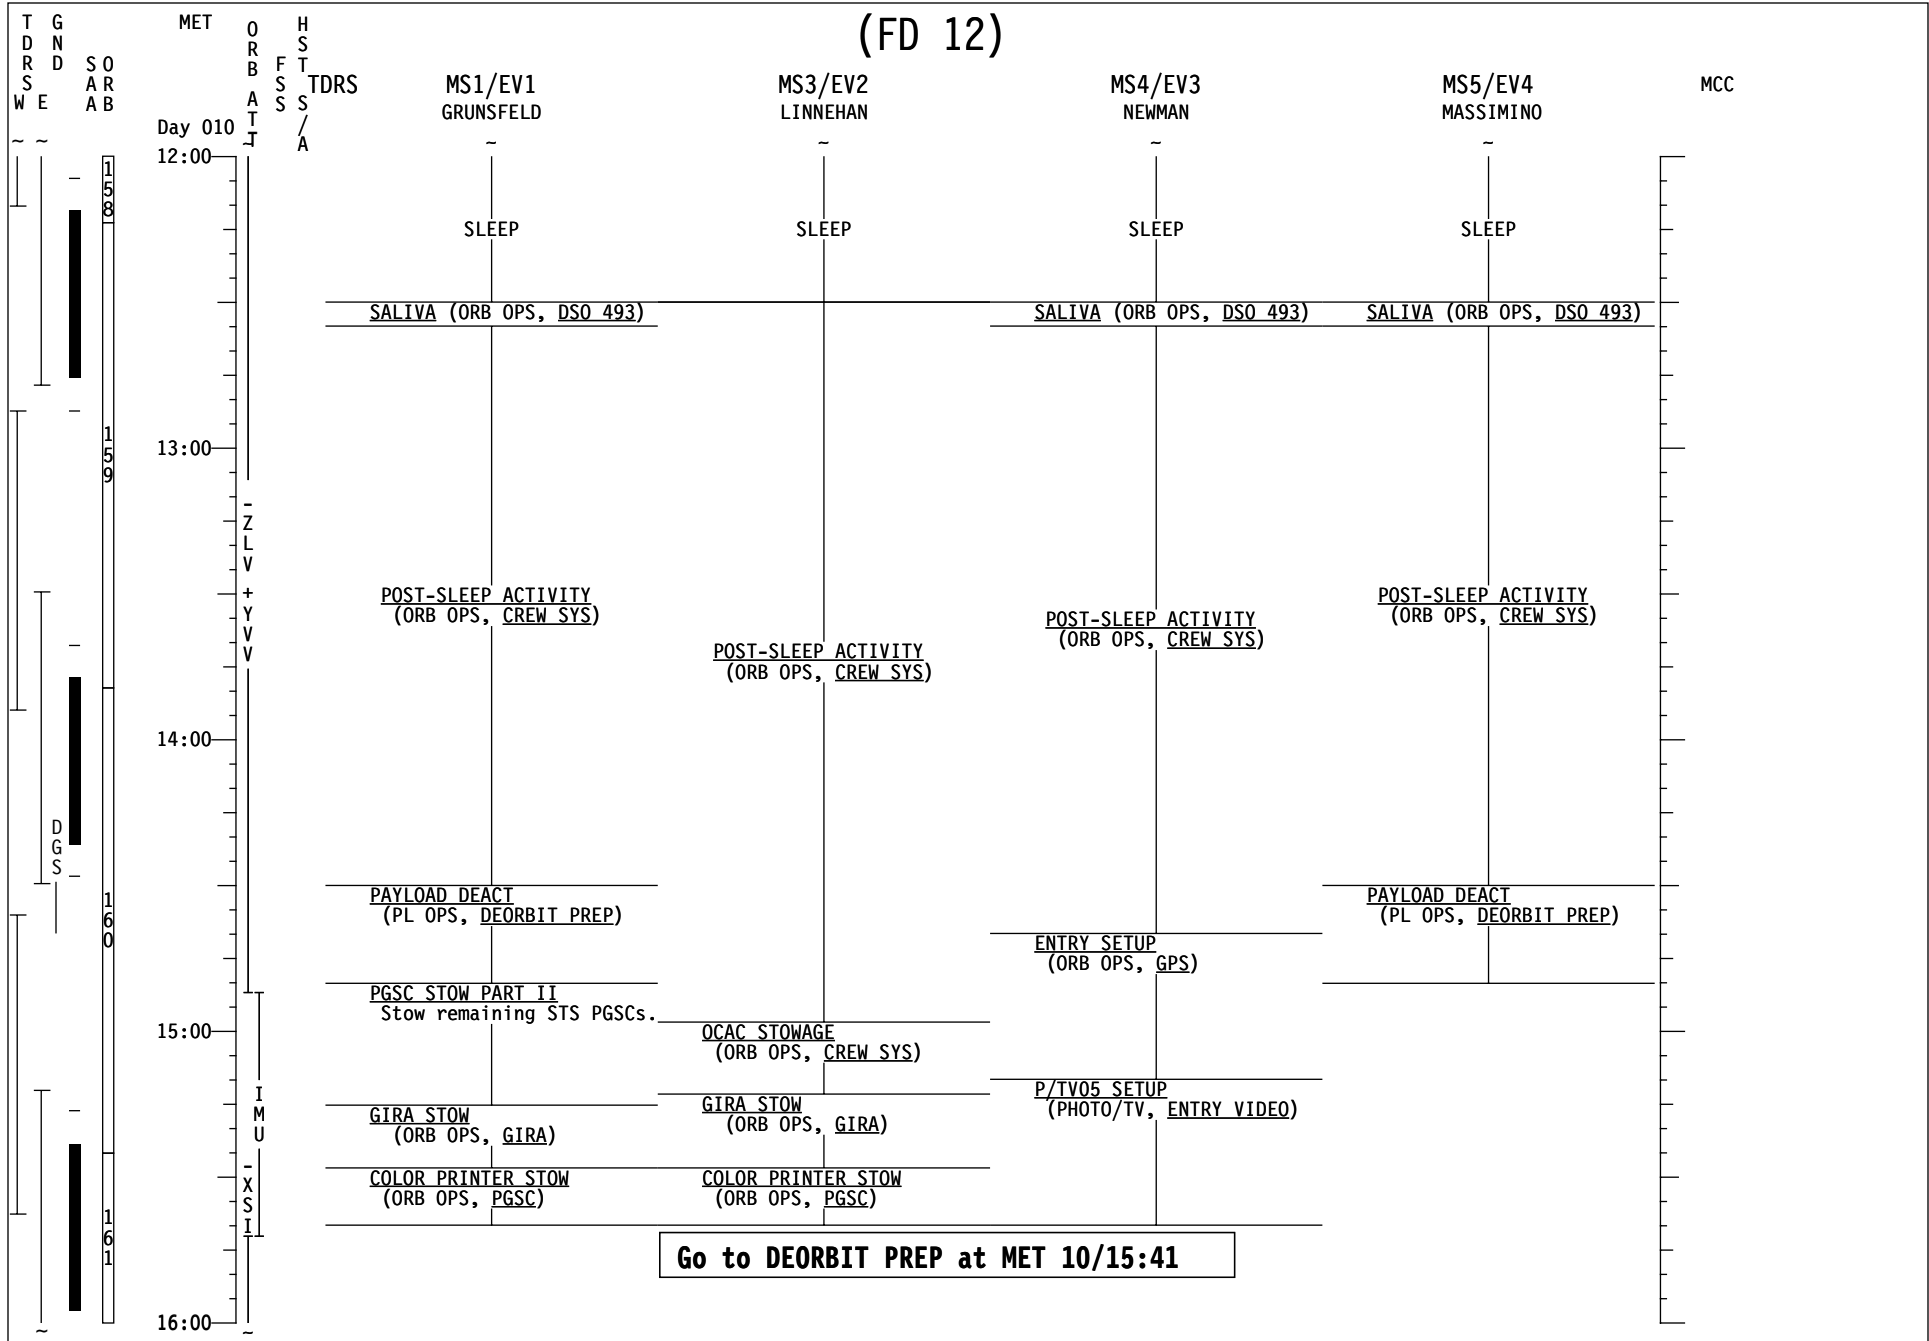 (FD 12)
TDRS W E
GND
SAA
ORB
MET
ORB ATT
FSS
HST S/A
TDRS
MS1/EV1
GRUNSFELD
MS3/EV2
LINNEHAN
MS4/EV3
NEWMAN
MS5/EV4
MASSIMINO
MCC
Day 010
~ ~ ~ ~ ~ ~ ~
12:00
158
SLEEP SLEEP SLEEP SLEEP
SALIVA (ORB OPS, DSO 493)
SALIVA (ORB OPS, DSO 493)
SALIVA (ORB OPS, DSO 493)
159
13:00
-ZLV +YVV
POST-SLEEP ACTIVITY
(ORB OPS, CREW SYS)
POST-SLEEP ACTIVITY
(ORB OPS, CREW SYS)
POST-SLEEP ACTIVITY
(ORB OPS, CREW SYS)
POST-SLEEP ACTIVITY
(ORB OPS, CREW SYS)
14:00
DGS
160
PAYLOAD DEACT
(PL OPS, DEORBIT PREP)
PAYLOAD DEACT
(PL OPS, DEORBIT PREP)
ENTRY SETUP
(ORB OPS, GPS)
PGSC STOW PART II
Stow remaining STS PGSCs.
15:00
OCAC STOWAGE
(ORB OPS, CREW SYS)
IMU
P/TV05 SETUP
(PHOTO/TV, ENTRY VIDEO)
GIRA STOW
(ORB OPS, GIRA)
GIRA STOW
(ORB OPS, GIRA)
-XSI
COLOR PRINTER STOW
(ORB OPS, PGSC)
COLOR PRINTER STOW
(ORB OPS, PGSC)
161
Go to DEORBIT PREP at MET 10/15:41
16:00
~ ~